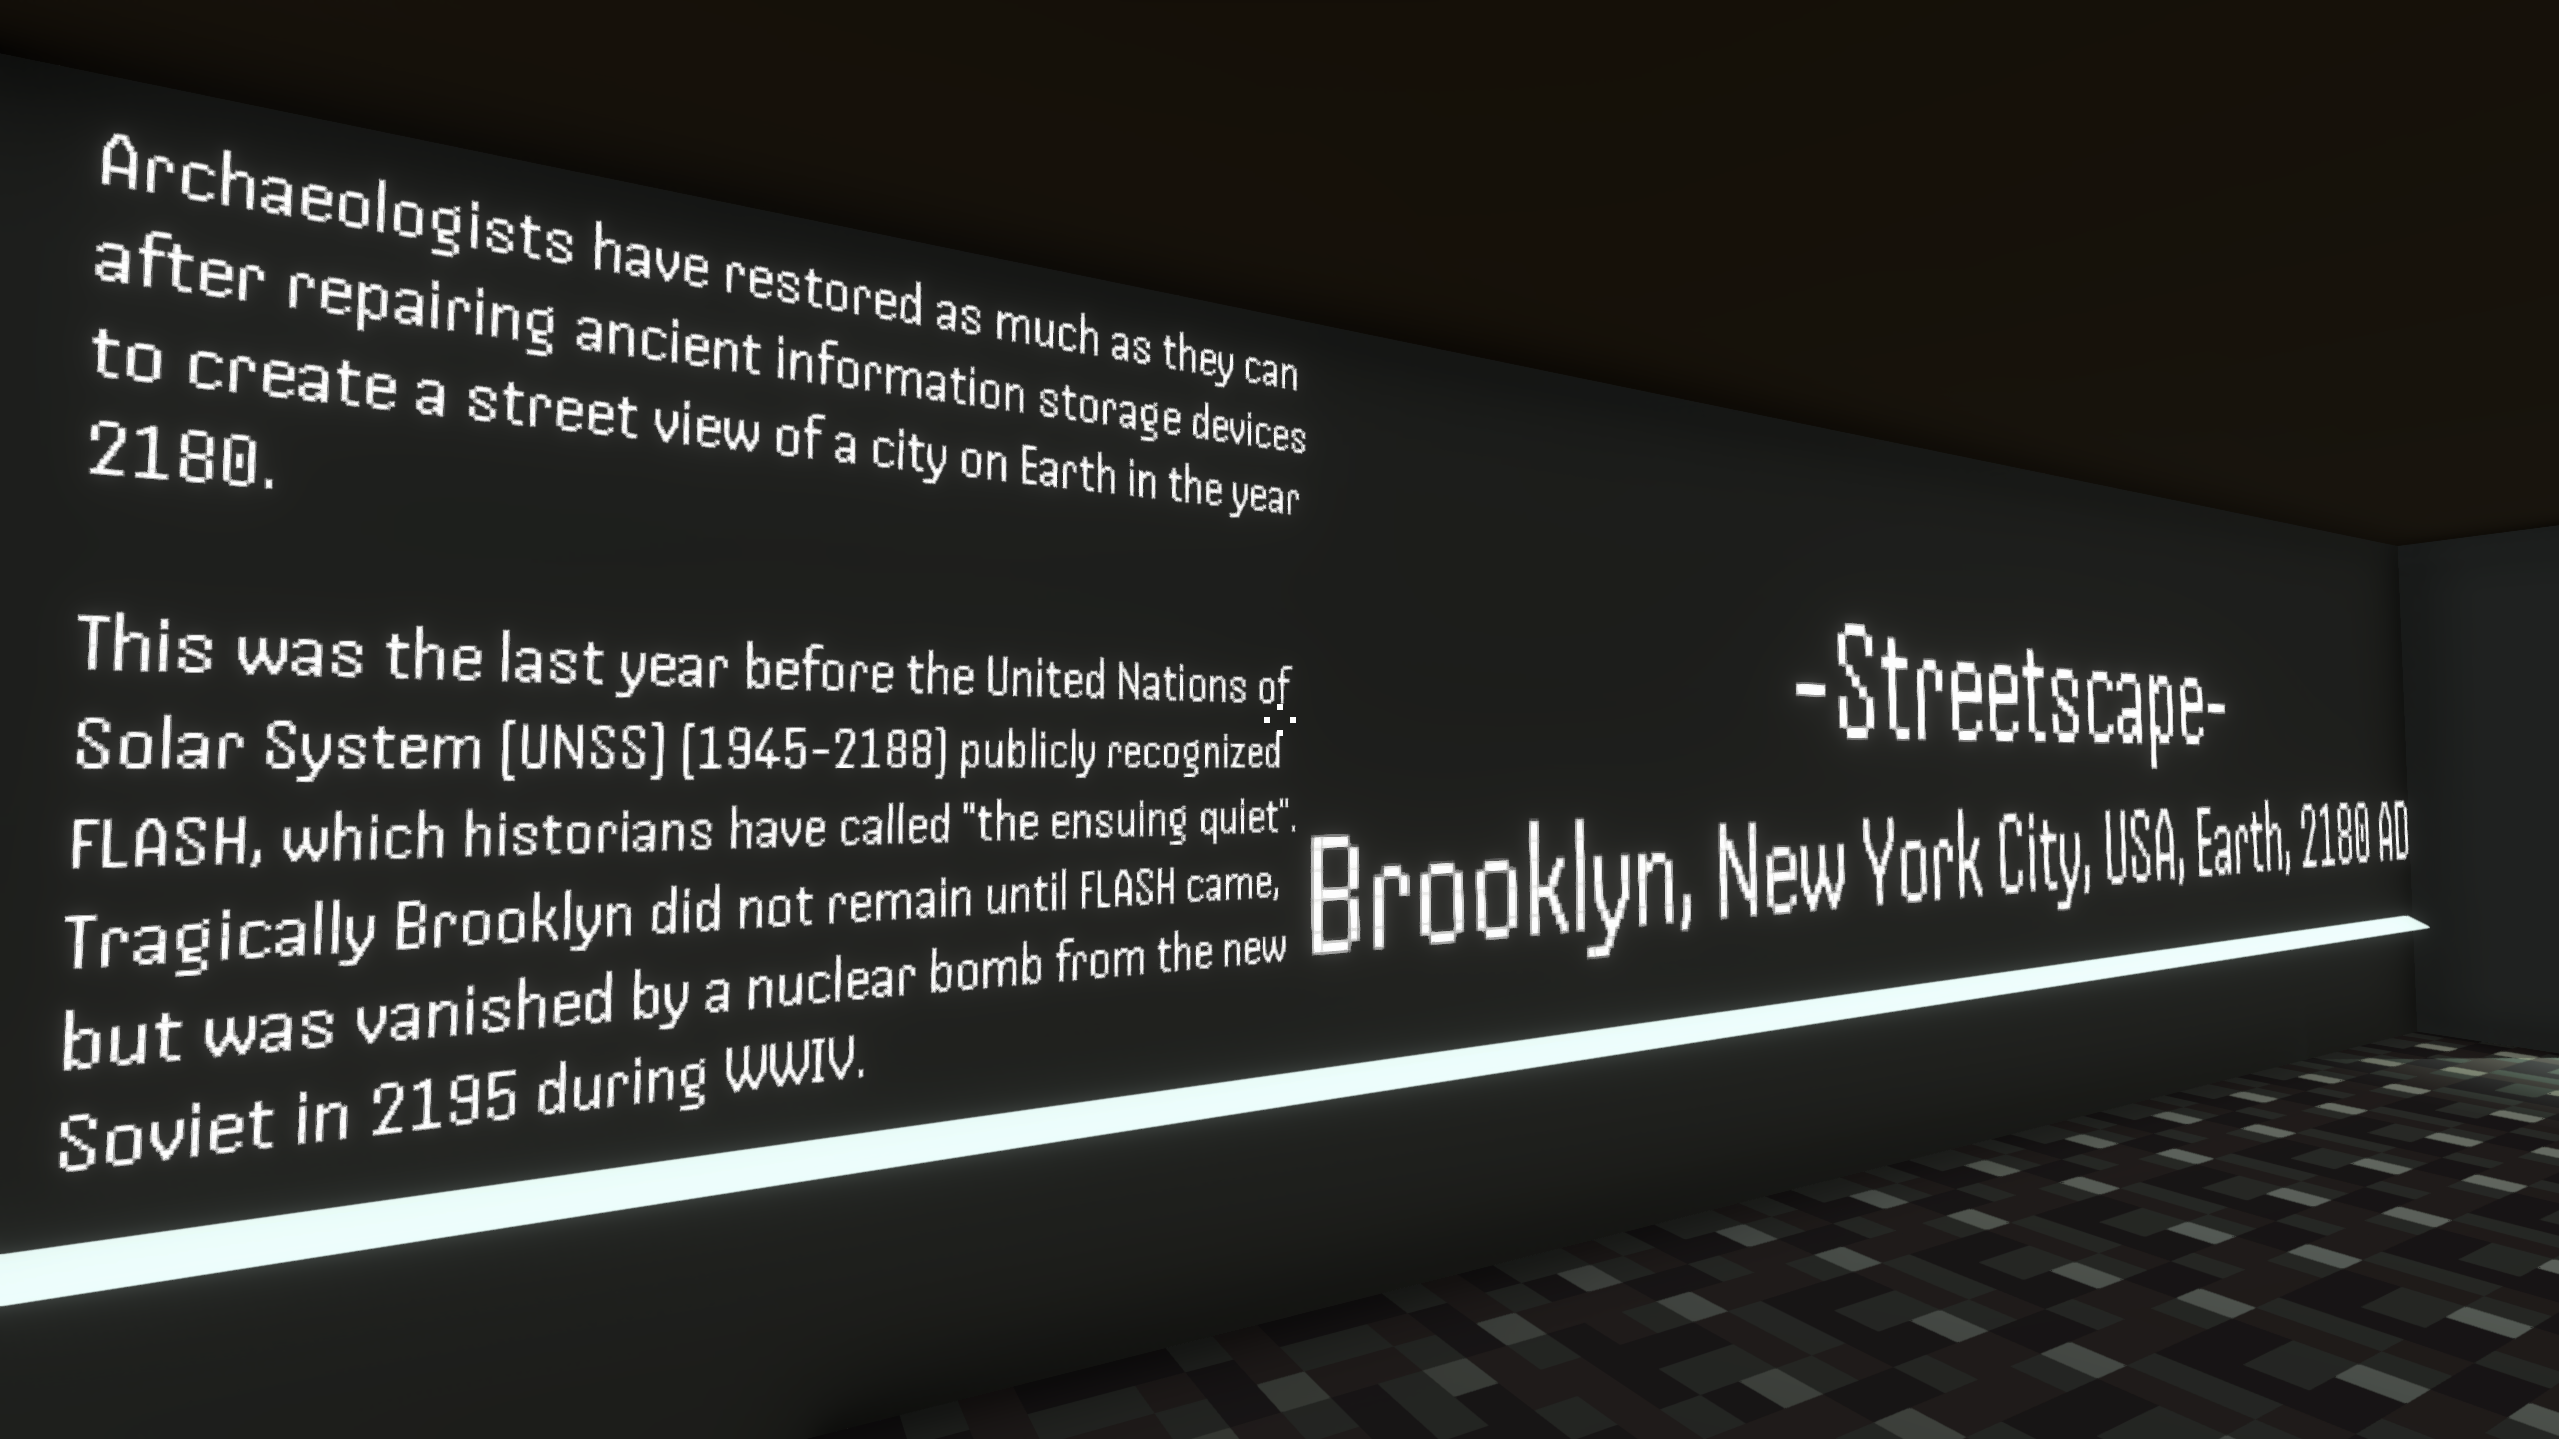 Archaeologists have restored as much as they can
after repairing ancient information storage devices
to create a street view of a city on Earth in the year
2180.
This was the last year before the United Nations of
Solar System (UNSS) (1945-2188) publicly recognized
FLASH, which historians have called "the ensuing quiet".
Tragically Brooklyn did not remain until FLASH came,
but was vanished by a nuclear bomb from the new
Soviet in 2195 during WWIV.
-Streetscape-
Brooklyn, New York City, USA, Earth, 2180 AD